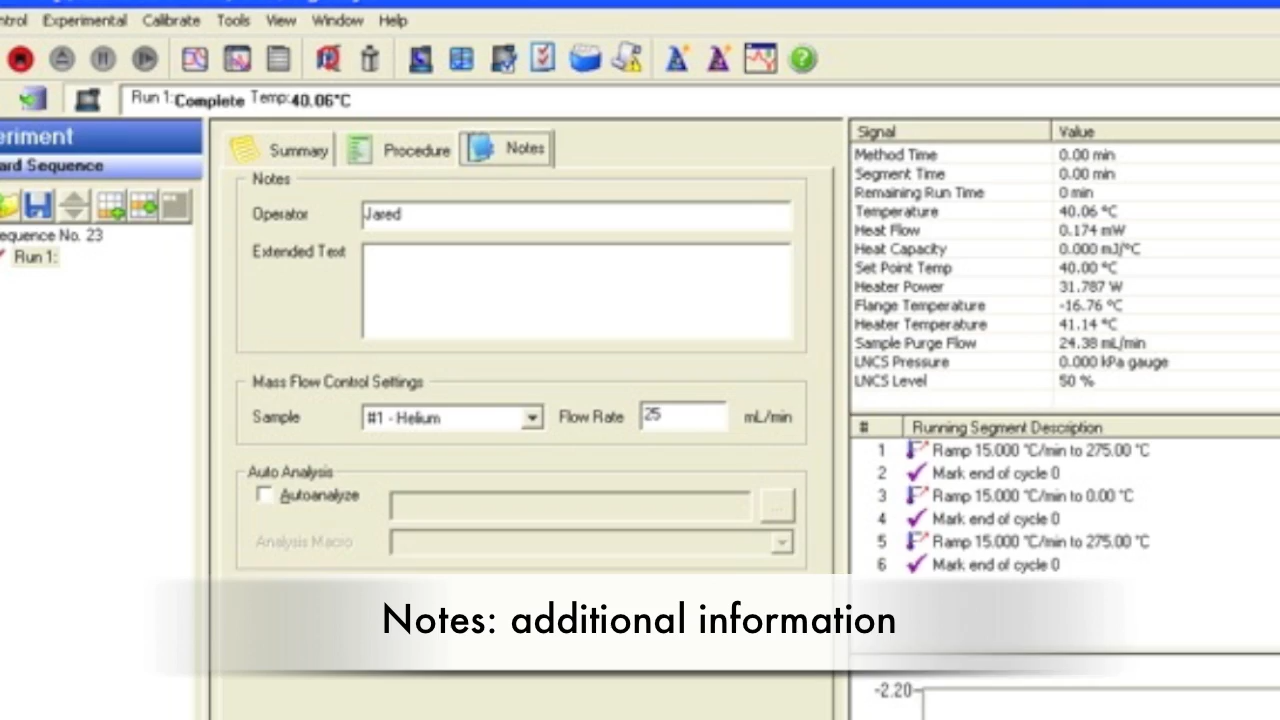 ntrol Experimental Calibrate Tools View Window Help
Run 1: Complete Temp: 40.06°C
eriment
ard Sequence
equence No. 23
Run 1:
Summary Procedure Notes
Notes
Operator Jared
Extended Text
Mass Flow Control Settings
Sample #1 - Helium Flow Rate 25 mL/min
Auto Analysis
Autoanalyze ...
Analysis Macro
Signal Value
Method Time 0.00 min
Segment Time 0.00 min
Remaining Run Time 0 min
Temperature 40.06 °C
Heat Flow 0.174 mW
Heat Capacity 0.000 mJ/°C
Set Point Temp 40.00 °C
Heater Power 31.787 W
Flange Temperature -16.76 °C
Heater Temperature 41.14 °C
Sample Purge Flow 24.38 mL/min
LNCS Pressure 0.000 kPa gauge
LNCS Level 50 %
# Running Segment Description
1 Ramp 15.000 °C/min to 275.00 °C
2 Mark end of cycle 0
3 Ramp 15.000 °C/min to 0.00 °C
4 Mark end of cycle 0
5 Ramp 15.000 °C/min to 275.00 °C
6 Mark end of cycle 0
-2.20
Notes: additional information